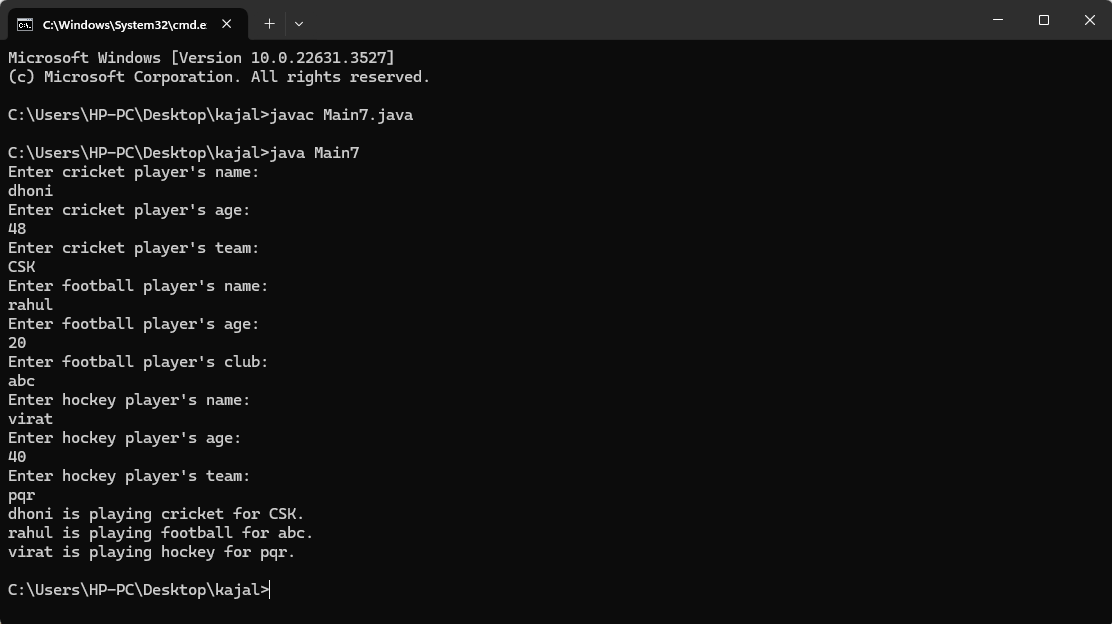 C:\Windows\System32\cmd.e
Microsoft Windows [Version 10.0.22631.3527]
(c) Microsoft Corporation. All rights reserved.
C:\Users\HP-PC\Desktop\kajal>javac Main7.java
C:\Users\HP-PC\Desktop\kajal>java Main7
Enter cricket player's name:
dhoni
Enter cricket player's age:
48
Enter cricket player's team:
CSK
Enter football player's name:
rahul
Enter football player's age:
20
Enter football player's club:
abc
Enter hockey player's name:
virat
Enter hockey player's age:
40
Enter hockey player's team:
pqr
dhoni is playing cricket for CSK.
rahul is playing football for abc.
virat is playing hockey for pqr.
C:\Users\HP-PC\Desktop\kajal>